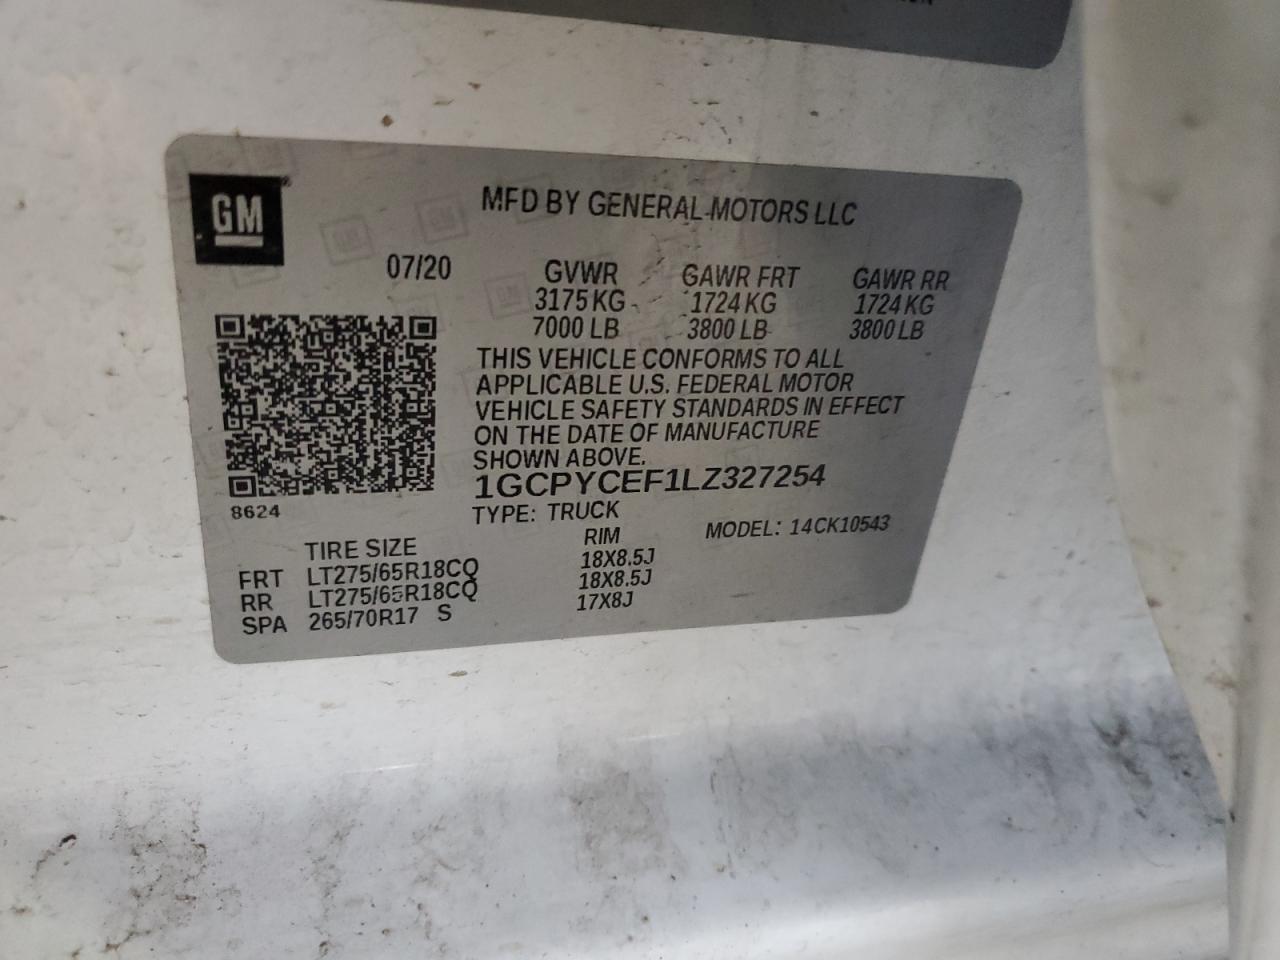 GM
MFD BY GENERAL MOTORS LLC
07/20
GVWR GAWR FRT GAWR RR
3175 KG 1724 KG 1724 KG
7000 LB 3800 LB 3800 LB
THIS VEHICLE CONFORMS TO ALL
APPLICABLE U.S. FEDERAL MOTOR
VEHICLE SAFETY STANDARDS IN EFFECT
ON THE DATE OF MANUFACTURE
SHOWN ABOVE.
1GCPYCEF1LZ327254
8624
TYPE: TRUCK MODEL: 14CK10543
TIRE SIZE RIM
FRT LT275/65R18CQ 18X8.5J
RR LT275/65R18CQ 18X8.5J
SPA 265/70R17 S 17X8J